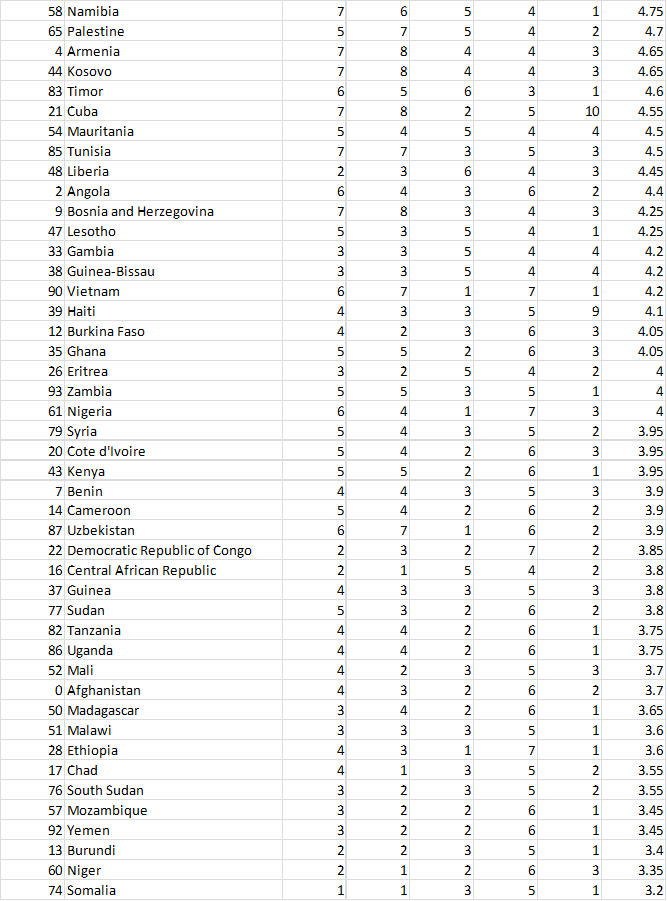 58 Namibia 7 6 5 4 1 4.75
65 Palestine 5 7 5 4 2 4.7
4 Armenia 7 8 4 4 3 4.65
44 Kosovo 7 8 4 4 3 4.65
83 Timor 6 5 6 3 1 4.6
21 Cuba 7 8 2 5 10 4.55
54 Mauritania 5 4 5 4 4 4.5
85 Tunisia 7 7 3 5 3 4.5
48 Liberia 2 3 6 4 3 4.45
2 Angola 6 4 3 6 2 4.4
9 Bosnia and Herzegovina 7 8 3 4 3 4.25
47 Lesotho 5 3 5 4 1 4.25
33 Gambia 3 3 5 4 4 4.2
38 Guinea-Bissau 3 3 5 4 4 4.2
90 Vietnam 6 7 1 7 1 4.2
39 Haiti 4 3 3 5 9 4.1
12 Burkina Faso 4 2 3 6 3 4.05
35 Ghana 5 5 2 6 3 4.05
26 Eritrea 3 2 5 4 2 4
93 Zambia 5 5 3 5 1 4
61 Nigeria 6 4 1 7 3 4
79 Syria 5 4 3 5 2 3.95
20 Cote d'Ivoire 5 4 2 6 3 3.95
43 Kenya 5 5 2 6 1 3.95
7 Benin 4 4 3 5 3 3.9
14 Cameroon 5 4 2 6 2 3.9
87 Uzbekistan 6 7 1 6 2 3.9
22 Democratic Republic of Congo 2 3 2 7 2 3.85
16 Central African Republic 2 1 5 4 2 3.8
37 Guinea 4 3 3 5 3 3.8
77 Sudan 5 3 2 6 2 3.8
82 Tanzania 4 4 2 6 1 3.75
86 Uganda 4 4 2 6 1 3.75
52 Mali 4 2 3 5 3 3.7
0 Afghanistan 4 3 2 6 2 3.7
50 Madagascar 3 4 2 6 1 3.65
51 Malawi 3 3 3 5 1 3.6
28 Ethiopia 4 3 1 7 1 3.6
17 Chad 4 1 3 5 2 3.55
76 South Sudan 3 2 3 5 2 3.55
57 Mozambique 3 2 2 6 1 3.45
92 Yemen 3 2 2 6 1 3.45
13 Burundi 2 2 3 5 1 3.4
60 Niger 2 1 2 6 3 3.35
74 Somalia 1 1 3 5 1 3.2